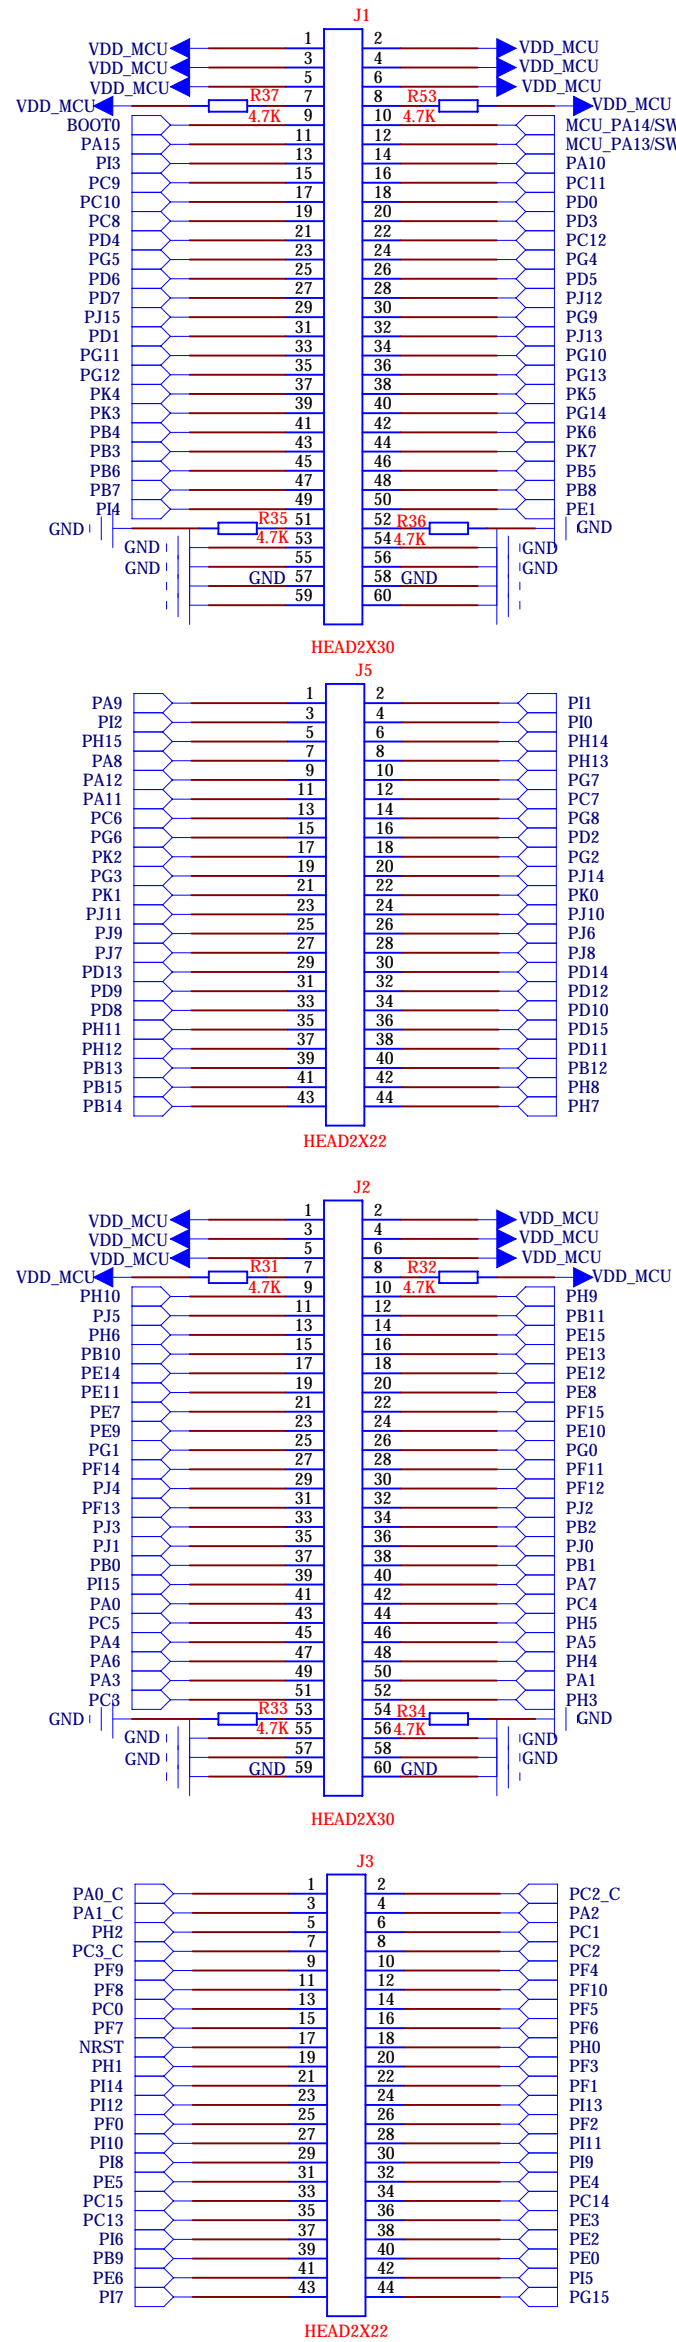 J1
VDD_MCU 1 2 VDD_MCU
VDD_MCU 3 4 VDD_MCU
VDD_MCU 5 6 VDD_MCU
VDD_MCU R37 4.7K 7 8 R53 4.7K VDD_MCU
BOOT0 9 10 MCU_PA14/SW
PA15 11 12 MCU_PA13/SW
PI3 13 14 PA10
PC9 15 16 PC11
PC10 17 18 PD0
PC8 19 20 PD3
PD4 21 22 PC12
PG5 23 24 PG4
PD6 25 26 PD5
PD7 27 28 PJ12
PJ15 29 30 PG9
PD1 31 32 PJ13
PG11 33 34 PG10
PG12 35 36 PG13
PK4 37 38 PK5
PK3 39 40 PG14
PB4 41 42 PK6
PB3 43 44 PK7
PB6 45 46 PB5
PB7 47 48 PB8
PI4 49 50 PE1
GND R35 4.7K 51 52 R36 4.7K GND
GND 53 54 GND
GND 55 56 GND
GND 57 58 GND
59 60
HEAD2X30
J5
PA9 1 2 PI1
PI2 3 4 PI0
PH15 5 6 PH14
PA8 7 8 PH13
PA12 9 10 PG7
PA11 11 12 PC7
PC6 13 14 PG8
PG6 15 16 PD2
PK2 17 18 PG2
PG3 19 20 PJ14
PK1 21 22 PK0
PJ11 23 24 PJ10
PJ9 25 26 PJ6
PJ7 27 28 PJ8
PD13 29 30 PD14
PD9 31 32 PD12
PD8 33 34 PD10
PH11 35 36 PD15
PH12 37 38 PD11
PB13 39 40 PB12
PB15 41 42 PH8
PB14 43 44 PH7
HEAD2X22
J2
VDD_MCU 1 2 VDD_MCU
VDD_MCU 3 4 VDD_MCU
VDD_MCU 5 6 VDD_MCU
VDD_MCU R31 4.7K 7 8 R32 4.7K VDD_MCU
PH10 9 10 PH9
PJ5 11 12 PB11
PH6 13 14 PE15
PB10 15 16 PE13
PE14 17 18 PE12
PE11 19 20 PE8
PE7 21 22 PF15
PE9 23 24 PE10
PG1 25 26 PG0
PF14 27 28 PF11
PJ4 29 30 PF12
PF13 31 32 PJ2
PJ3 33 34 PB2
PJ1 35 36 PJ0
PB0 37 38 PB1
PI15 39 40 PA7
PA0 41 42 PC4
PC5 43 44 PH5
PA4 45 46 PA5
PA6 47 48 PH4
PA3 49 50 PA1
PC3 51 52 PH3
GND R33 4.7K 53 54 R34 4.7K GND
GND 55 56 GND
GND 57 58 GND
GND 59 60 GND
HEAD2X30
J3
PA0_C 1 2 PC2_C
PA1_C 3 4 PA2
PH2 5 6 PC1
PC3_C 7 8 PC2
PF9 9 10 PF4
PF8 11 12 PF10
PC0 13 14 PF5
PF7 15 16 PF6
NRST 17 18 PH0
PH1 19 20 PF3
PI14 21 22 PF1
PI12 23 24 PI13
PF0 25 26 PF2
PI10 27 28 PI11
PI8 29 30 PI9
PE5 31 32 PE4
PC15 33 34 PC14
PC13 35 36 PE3
PI6 37 38 PE2
PB9 39 40 PE0
PE6 41 42 PI5
PI7 43 44 PG15
HEAD2X22